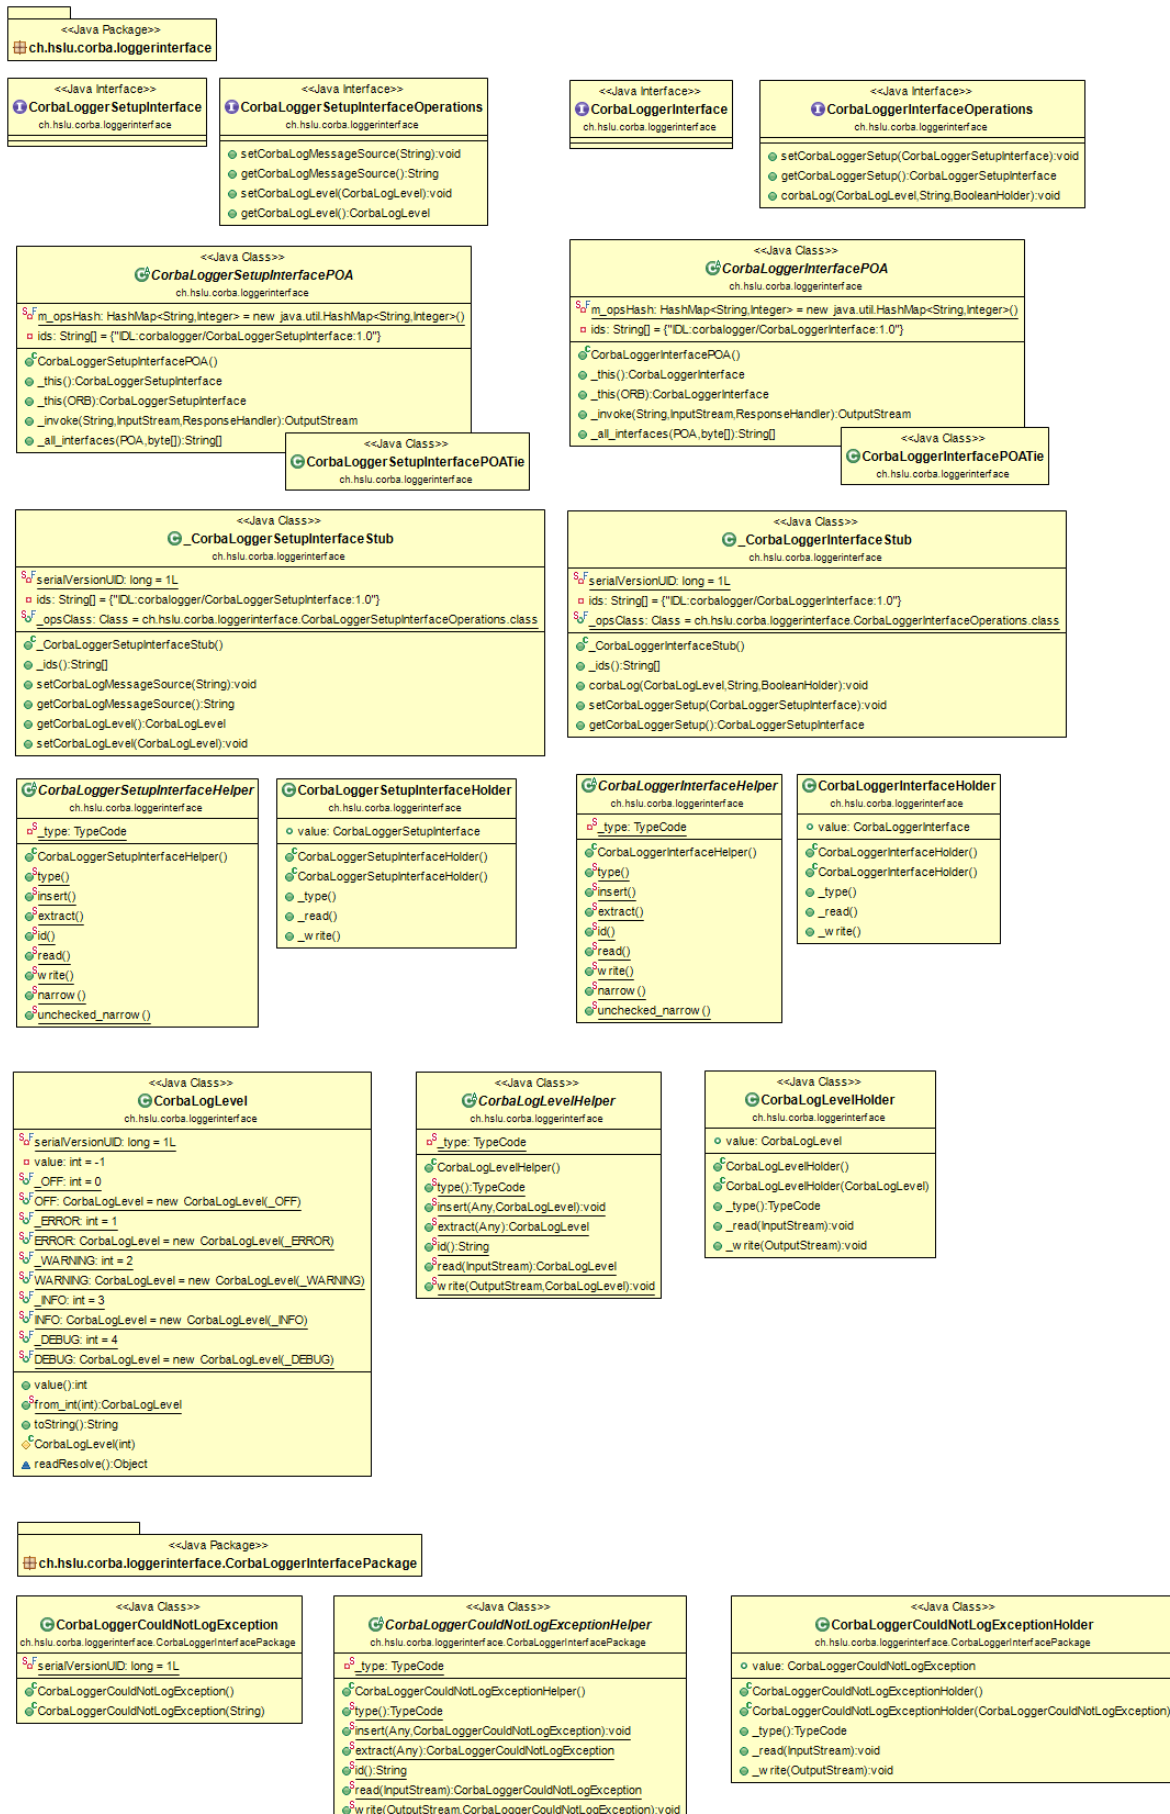 <<Java Package>>
ch.hslu.corba.loggerinterface
<<Java Interface>>
CorbaLoggerSetupInterface
ch.hslu.corba.loggerinterface
<<Java Interface>>
CorbaLoggerSetupInterfaceOperations
ch.hslu.corba.loggerinterface
setCorbaLogMessageSource(String):void
getCorbaLogMessageSource():String
setCorbaLogLevel(CorbaLogLevel):void
getCorbaLogLevel():CorbaLogLevel
<<Java Interface>>
CorbaLoggerInterface
ch.hslu.corba.loggerinterface
<<Java Interface>>
CorbaLoggerInterfaceOperations
ch.hslu.corba.loggerinterface
setCorbaLoggerSetup(CorbaLoggerSetupInterface):void
getCorbaLoggerSetup():CorbaLoggerSetupInterface
corbaLog(CorbaLogLevel,String,BooleanHolder):void
<<Java Class>>
CorbaLoggerSetupInterfacePOA
ch.hslu.corba.loggerinterface
m_opsHash: HashMap<String,Integer> = new java.util.HashMap<String,Integer>()
ids: String[] = {"IDL:corbalogger/CorbaLoggerSetupInterface:1.0"}
CorbaLoggerSetupInterfacePOA()
_this():CorbaLoggerSetupInterface
_this(ORB):CorbaLoggerSetupInterface
_invoke(String,InputStream,ResponseHandler):OutputStream
_all_interfaces(POA,byte[]):String[]
<<Java Class>>
CorbaLoggerSetupInterfacePOATie
ch.hslu.corba.loggerinterface
<<Java Class>>
CorbaLoggerInterfacePOA
ch.hslu.corba.loggerinterface
m_opsHash: HashMap<String,Integer> = new java.util.HashMap<String,Integer>()
ids: String[] = {"IDL:corbalogger/CorbaLoggerInterface:1.0"}
CorbaLoggerInterfacePOA()
_this():CorbaLoggerInterface
_this(ORB):CorbaLoggerInterface
_invoke(String,InputStream,ResponseHandler):OutputStream
_all_interfaces(POA,byte[]):String[]
<<Java Class>>
CorbaLoggerInterfacePOATie
ch.hslu.corba.loggerinterface
<<Java Class>>
_CorbaLoggerSetupInterfaceStub
ch.hslu.corba.loggerinterface
serialVersionUID: long = 1L
ids: String[] = {"IDL:corbalogger/CorbaLoggerSetupInterface:1.0"}
_opsClass: Class = ch.hslu.corba.loggerinterface.CorbaLoggerSetupInterfaceOperations.class
_CorbaLoggerSetupInterfaceStub()
_ids():String[]
setCorbaLogMessageSource(String):void
getCorbaLogMessageSource():String
getCorbaLogLevel():CorbaLogLevel
setCorbaLogLevel(CorbaLogLevel):void
<<Java Class>>
_CorbaLoggerInterfaceStub
ch.hslu.corba.loggerinterface
serialVersionUID: long = 1L
ids: String[] = {"IDL:corbalogger/CorbaLoggerInterface:1.0"}
_opsClass: Class = ch.hslu.corba.loggerinterface.CorbaLoggerInterfaceOperations.class
_CorbaLoggerInterfaceStub()
_ids():String[]
corbaLog(CorbaLogLevel,String,BooleanHolder):void
setCorbaLoggerSetup(CorbaLoggerSetupInterface):void
getCorbaLoggerSetup():CorbaLoggerSetupInterface
CorbaLoggerSetupInterfaceHelper
ch.hslu.corba.loggerinterface
_type: TypeCode
CorbaLoggerSetupInterfaceHelper()
type()
insert()
extract()
id()
read()
write()
narrow()
unchecked_narrow()
CorbaLoggerSetupInterfaceHolder
ch.hslu.corba.loggerinterface
value: CorbaLoggerSetupInterface
CorbaLoggerSetupInterfaceHolder()
CorbaLoggerSetupInterfaceHolder()
_type()
_read()
_write()
CorbaLoggerInterfaceHelper
ch.hslu.corba.loggerinterface
_type: TypeCode
CorbaLoggerInterfaceHelper()
type()
insert()
extract()
id()
read()
write()
narrow()
unchecked_narrow()
CorbaLoggerInterfaceHolder
ch.hslu.corba.loggerinterface
value: CorbaLoggerInterface
CorbaLoggerInterfaceHolder()
CorbaLoggerInterfaceHolder()
_type()
_read()
_write()
<<Java Class>>
CorbaLogLevel
ch.hslu.corba.loggerinterface
serialVersionUID: long = 1L
value: int = -1
_OFF: int = 0
OFF: CorbaLogLevel = new CorbaLogLevel(_OFF)
_ERROR: int = 1
ERROR: CorbaLogLevel = new CorbaLogLevel(_ERROR)
_WARNING: int = 2
WARNING: CorbaLogLevel = new CorbaLogLevel(_WARNING)
_INFO: int = 3
INFO: CorbaLogLevel = new CorbaLogLevel(_INFO)
_DEBUG: int = 4
DEBUG: CorbaLogLevel = new CorbaLogLevel(_DEBUG)
value():int
from_int(int):CorbaLogLevel
toString():String
CorbaLogLevel(int)
readResolve():Object
<<Java Class>>
CorbaLogLevelHelper
ch.hslu.corba.loggerinterface
_type: TypeCode
CorbaLogLevelHelper()
type():TypeCode
insert(Any,CorbaLogLevel):void
extract(Any):CorbaLogLevel
id():String
read(InputStream):CorbaLogLevel
write(OutputStream,CorbaLogLevel):void
<<Java Class>>
CorbaLogLevelHolder
ch.hslu.corba.loggerinterface
value: CorbaLogLevel
CorbaLogLevelHolder()
CorbaLogLevelHolder(CorbaLogLevel)
_type():TypeCode
_read(InputStream):void
_write(OutputStream):void
<<Java Package>>
ch.hslu.corba.loggerinterface.CorbaLoggerInterfacePackage
<<Java Class>>
CorbaLoggerCouldNotLogException
ch.hslu.corba.loggerinterface.CorbaLoggerInterfacePackage
serialVersionUID: long = 1L
CorbaLoggerCouldNotLogException()
CorbaLoggerCouldNotLogException(String)
<<Java Class>>
CorbaLoggerCouldNotLogExceptionHelper
ch.hslu.corba.loggerinterface.CorbaLoggerInterfacePackage
_type: TypeCode
CorbaLoggerCouldNotLogExceptionHelper()
type():TypeCode
insert(Any,CorbaLoggerCouldNotLogException):void
extract(Any):CorbaLoggerCouldNotLogException
id():String
read(InputStream):CorbaLoggerCouldNotLogException
write(OutputStream,CorbaLoggerCouldNotLogException):void
<<Java Class>>
CorbaLoggerCouldNotLogExceptionHolder
ch.hslu.corba.loggerinterface.CorbaLoggerInterfacePackage
value: CorbaLoggerCouldNotLogException
CorbaLoggerCouldNotLogExceptionHolder()
CorbaLoggerCouldNotLogExceptionHolder(CorbaLoggerCouldNotLogException)
_type():TypeCode
_read(InputStream):void
_write(OutputStream):void